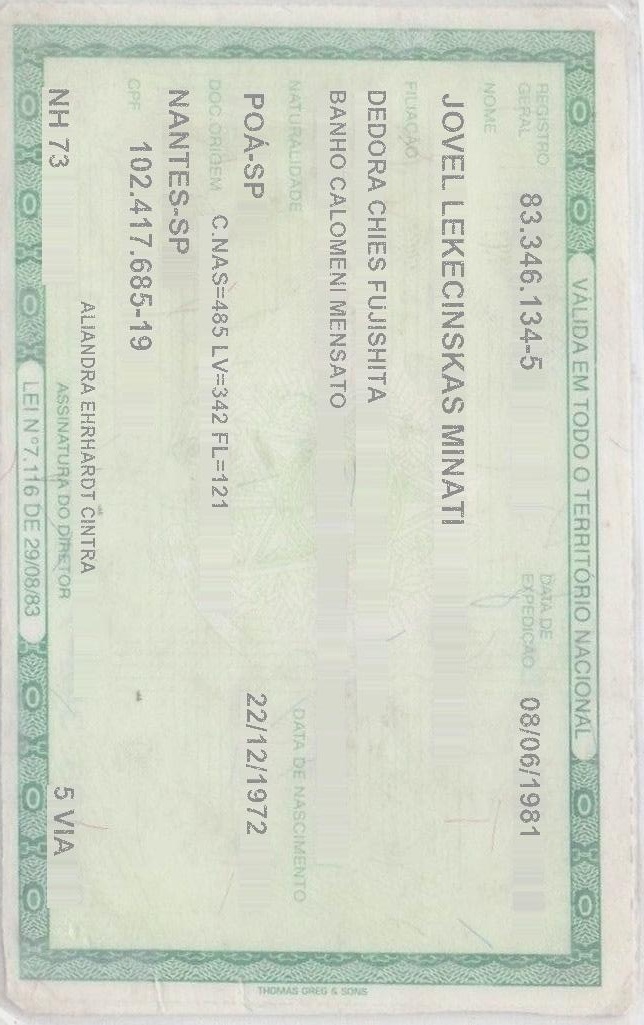 VÁLIDA EM TODO O TERRITÓRIO NACIONAL
REGISTRO GERAL 83.346.134-5 DATA DE EXPEDIÇÃO 08/06/1981
NOME
JOVEL LEKECINSKAS MINATI
FILIAÇÃO
DEDORA CHIES FUJISHITA
BANHO CALOMENI MENSATO
NATURALIDADE DATA DE NASCIMENTO
POÁ-SP 22/12/1972
DOC ORIGEM C.NAS=485 LV=342 FL=121
NANTES-SP
CPF 102.417.685-19
ALIANDRA EHRHARDT CINTRA
NH 73 ASSINATURA DO DIRETOR 5 VIA
LEI Nº 7.116 DE 29/08/83
THOMAS GREG & SONS